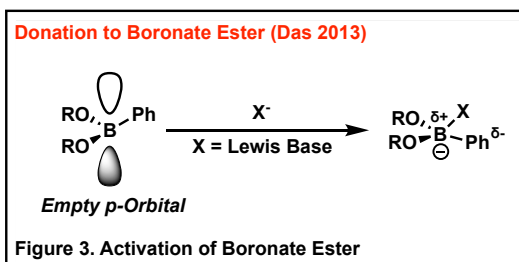 Donation to Boronate Ester (Das 2013)
RO
RO
B
Ph
X-
X = Lewis Base
RO
RO
B
δ+
X
Ph
δ-
Empty p-Orbital
Figure 3. Activation of Boronate Ester